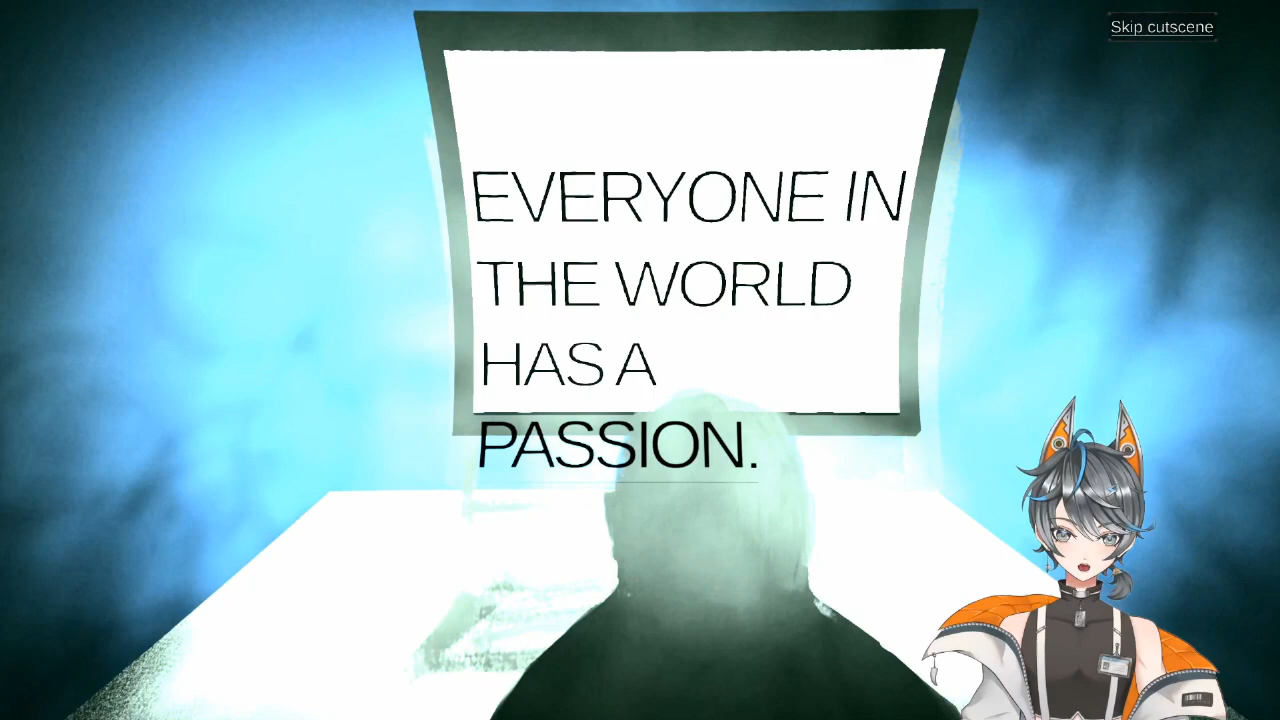 Skip cutscene
EVERYONE IN
THE WORLD
HAS A
PASSION.